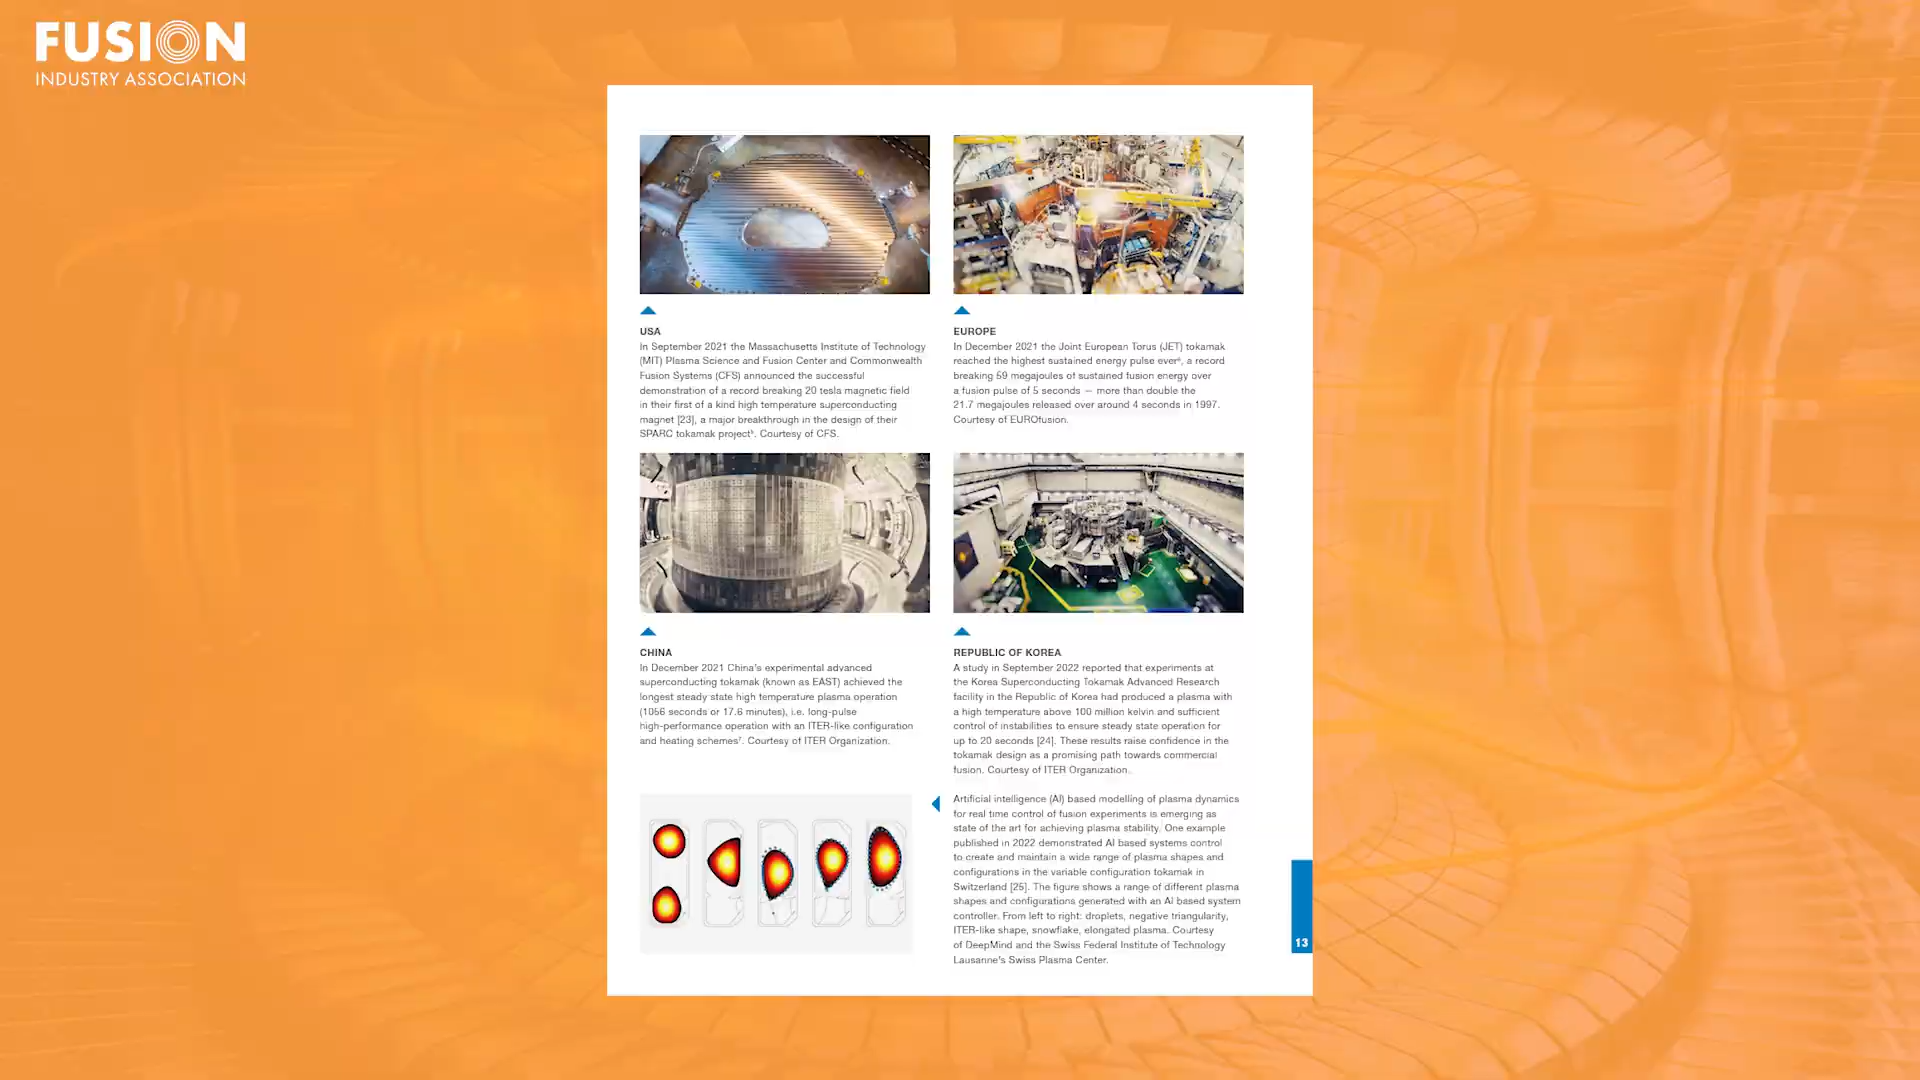 FUSION
INDUSTRY ASSOCIATION
USA
In September 2021 the Massachusetts Institute of Technology
(MIT) Plasma Science and Fusion Center and Commonwealth
Fusion Systems (CFS) announced the successful
demonstration of a record breaking 20 tesla magnetic field
in their first of a kind high temperature superconducting
magnet [23], a major breakthrough in the design of their
SPARC tokamak project⁵. Courtesy of CFS.
EUROPE
In December 2021 the Joint European Torus (JET) tokamak
reached the highest sustained energy pulse ever⁶, a record
breaking 59 megajoules of sustained fusion energy over
a fusion pulse of 5 seconds — more than double the
21.7 megajoules released over around 4 seconds in 1997.
Courtesy of EUROfusion.
CHINA
In December 2021 China's experimental advanced
superconducting tokamak (known as EAST) achieved the
longest steady state high temperature plasma operation
(1056 seconds or 17.6 minutes), i.e. long-pulse
high-performance operation with an ITER-like configuration
and heating schemes⁷. Courtesy of ITER Organization.
REPUBLIC OF KOREA
A study in September 2022 reported that experiments at
the Korea Superconducting Tokamak Advanced Research
facility in the Republic of Korea had produced a plasma with
a high temperature above 100 million kelvin and sufficient
control of instabilities to ensure steady state operation for
up to 20 seconds [24]. These results raise confidence in the
tokamak design as a promising path towards commercial
fusion. Courtesy of ITER Organization.
Artificial intelligence (AI) based modelling of plasma dynamics
for real time control of fusion experiments is emerging as
state of the art for achieving plasma stability. One example
published in 2022 demonstrated AI based systems control
to create and maintain a wide range of plasma shapes and
configurations in the variable configuration tokamak in
Switzerland [25]. The figure shows a range of different plasma
shapes and configurations generated with an AI based system
controller. From left to right: droplets, negative triangularity,
ITER-like shape, snowflake, elongated plasma. Courtesy
of DeepMind and the Swiss Federal Institute of Technology
Lausanne's Swiss Plasma Center.
13